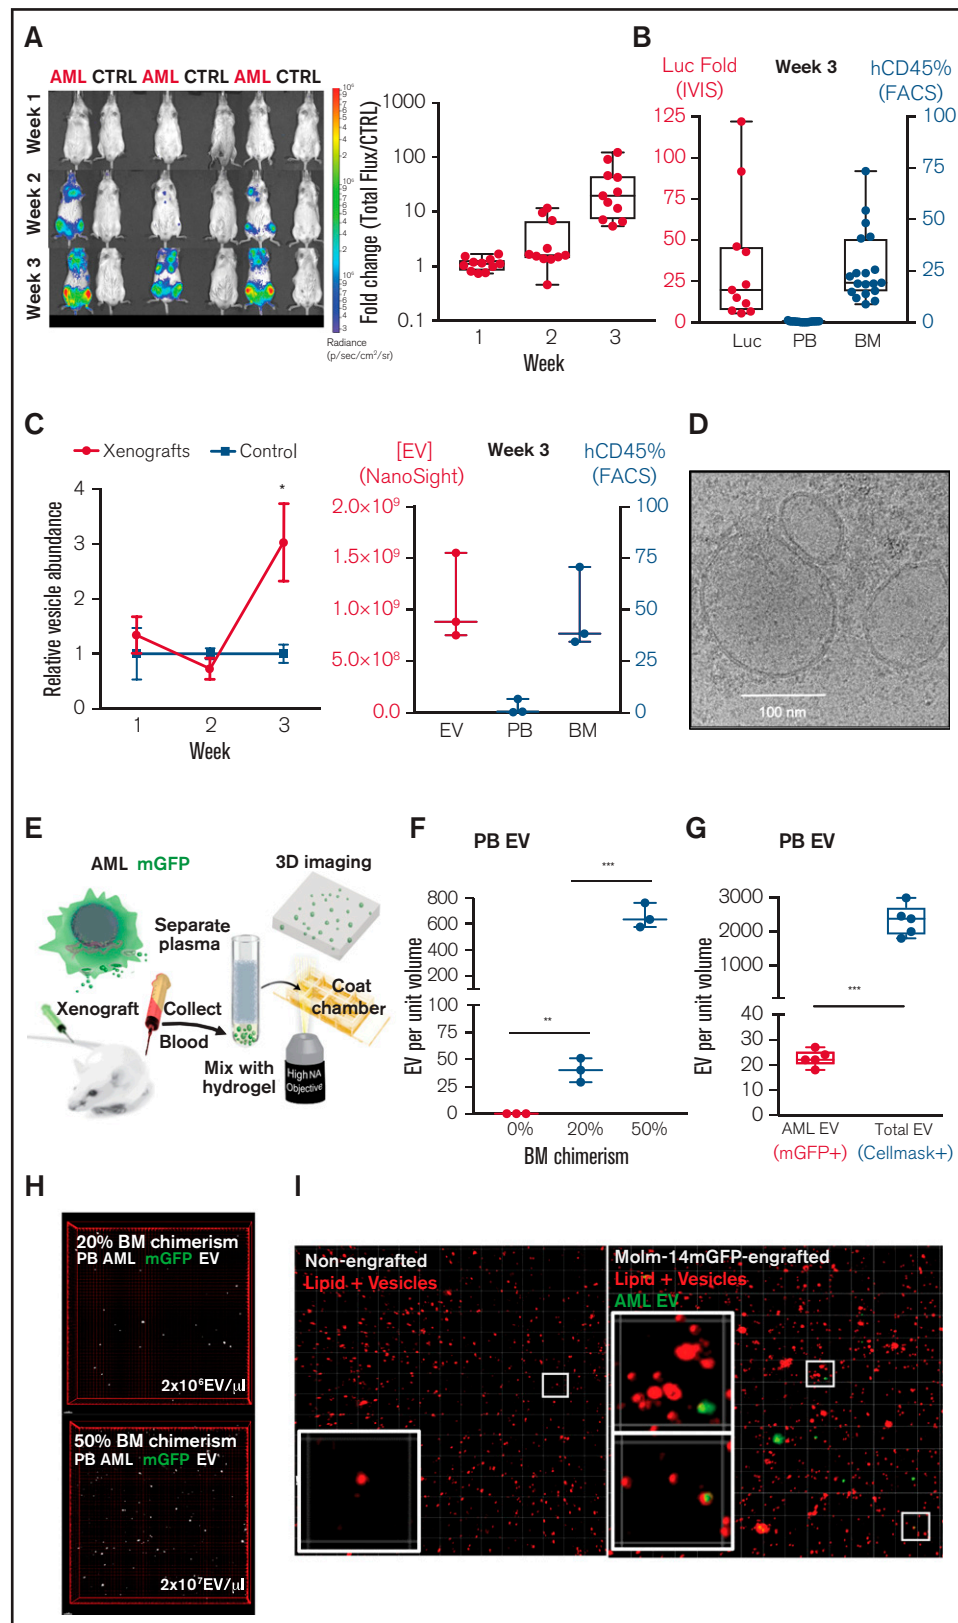 A
AML CTRL AML CTRL AML CTRL
Week 1
Week 2
Week 3
Radiance
(p/sec/cm²/sr)
Fold change (Total Flux/CTRL)
1000
100
10
1
0.1
1 2 3
Week
B
Luc Fold
(IVIS)
Week 3
hCD45%
(FACS)
125
100
75
50
25
0
100
75
50
25
0
Luc PB BM
C
Xenografts Control
Relative vesicle abundance
4
3
2
1
0
*
1 2 3
Week
[EV]
(NanoSight)
Week 3
hCD45%
(FACS)
2.0×10⁹
1.5×10⁹
1.0×10⁹
5.0×10⁸
0.0
100
75
50
25
0
EV PB BM
D
100 nm
E
AML mGFP
3D imaging
Separate
plasma
Xenograft
Collect
Blood
Coat
chamber
Mix with
hydrogel
High NA
Objective
F
PB EV
EV per unit volume
***
800
600
400
200
100
75
50
25
0
**
0% 20% 50%
BM chimerism
G
PB EV
EV per unit volume
3000
2000
1000
40
30
20
10
0
***
AML EV
(mGFP+)
Total EV
(Cellmask+)
H
20% BM chimerism
PB AML mGFP EV
2x10⁶EV/µl
50% BM chimerism
PB AML mGFP EV
2x10⁷EV/µl
I
Non-engrafted
Lipid + Vesicles
Molm-14mGFP-engrafted
Lipid + Vesicles
AML EV